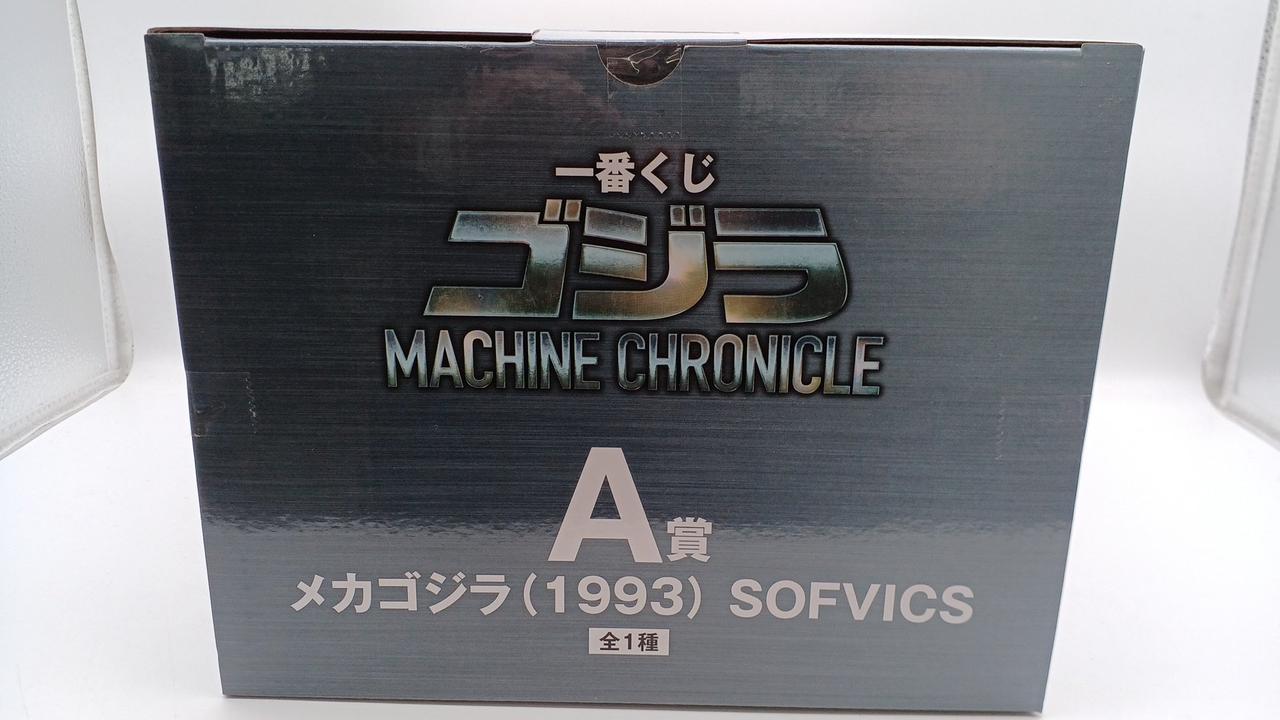 一番くじ
ゴジラ
MACHINE CHRONICLE
A賞
メカゴジラ(1993) SOFVICS
全1種